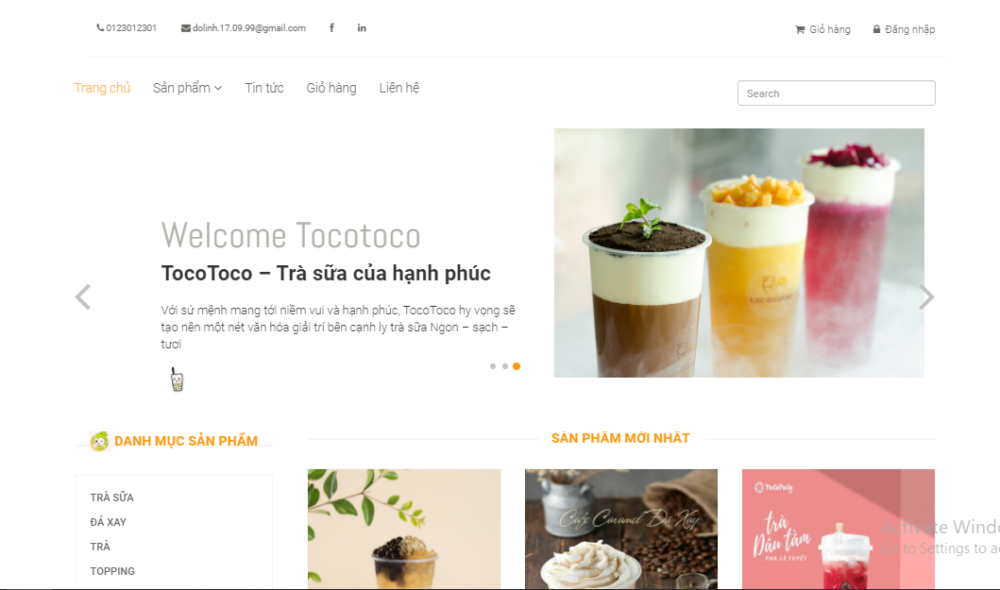 0123012301
dolinh.17.09.99@gmail.com
Giỏ hàng
Đăng nhập
Trang chủ
Sản phẩm
Tin tức
Giỏ hàng
Liên hệ
Search
Welcome Tocotoco
TocoToco – Trà sữa của hạnh phúc
Với sứ mệnh mang tới niềm vui và hạnh phúc, TocoToco hy vọng sẽ
tạo nên một nét văn hóa giải trí bên cạnh ly trà sữa Ngon – sạch –
tươi
DANH MỤC SẢN PHẨM
TRÀ SỮA
ĐÁ XAY
TRÀ
TOPPING
SẢN PHẨM MỚI NHẤT
Café Caramel Đá Xay
TocoToco
trà
Dâu tằm
PHA LÊ TUYẾT
Activate Windo
to Settings to ac